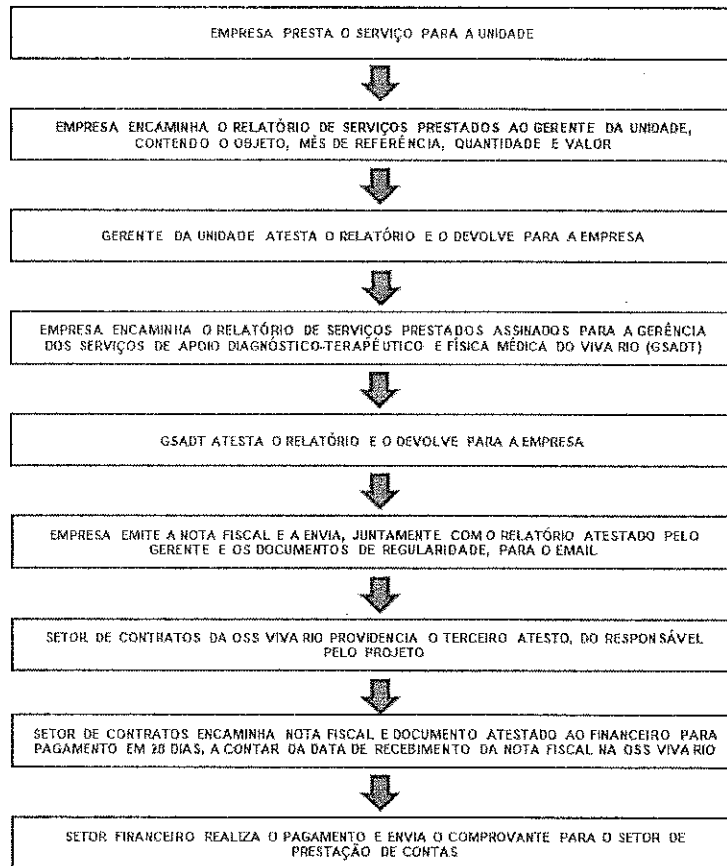 EMPRESA PRESTA O SERVIÇO PARA A UNIDADE
EMPRESA ENCAMINHA O RELATÓRIO DE SERVIÇOS PRESTADOS AO GERENTE DA UNIDADE,
CONTENDO O OBJETO, MÊS DE REFERÊNCIA, QUANTIDADE E VALOR
GERENTE DA UNIDADE ATESTA O RELATÓRIO E O DEVOLVE PARA A EMPRESA
EMPRESA ENCAMINHA O RELATÓRIO DE SERVIÇOS PRESTADOS ASSINADOS PARA A GERÊNCIA
DOS SERVIÇOS DE APOIO DIAGNÓSTICO-TERAPÊUTICO E FÍSICA MÉDICA DO VIVA RIO (GSADT)
GSADT ATESTA O RELATÓRIO E O DEVOLVE PARA A EMPRESA
EMPRESA EMITE A NOTA FISCAL E A ENVIA, JUNTAMENTE COM O RELATÓRIO ATESTADO PELO
GERENTE E OS DOCUMENTOS DE REGULARIDADE, PARA O EMAIL
SETOR DE CONTRATOS DA OSS VIVA RIO PROVIDENCIA O TERCEIRO ATESTO, DO RESPONSÁVEL
PELO PROJETO
SETOR DE CONTRATOS ENCAMINHA NOTA FISCAL E DOCUMENTO ATESTADO AO FINANCEIRO PARA
PAGAMENTO EM 28 DIAS, A CONTAR DA DATA DE RECEBIMENTO DA NOTA FISCAL NA OSS VIVA RIO
SETOR FINANCEIRO REALIZA O PAGAMENTO E ENVIA O COMPROVANTE PARA O SETOR DE
PRESTAÇÃO DE CONTAS